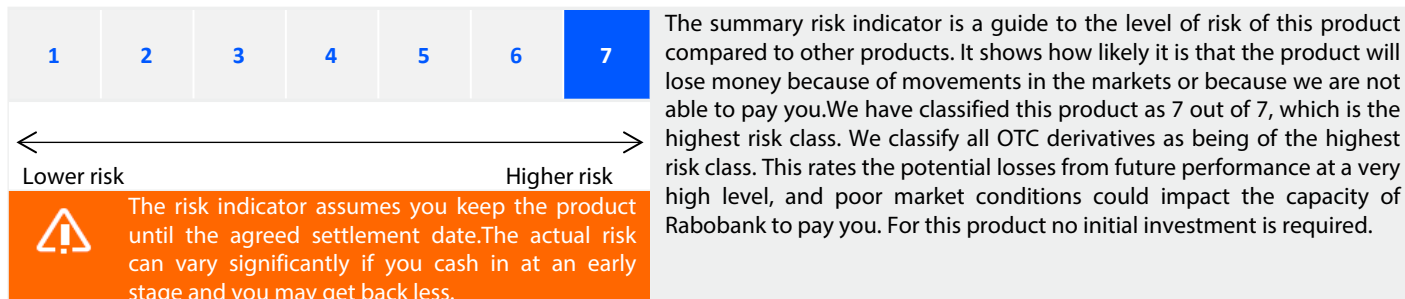 1 2 3 4 5 6 7
Lower risk Higher risk
The risk indicator assumes you keep the product
until the agreed settlement date.The actual risk
can vary significantly if you cash in at an early
stage and you may get back less.
The summary risk indicator is a guide to the level of risk of this product
compared to other products. It shows how likely it is that the product will
lose money because of movements in the markets or because we are not
able to pay you.We have classified this product as 7 out of 7, which is the
highest risk class. We classify all OTC derivatives as being of the highest
risk class. This rates the potential losses from future performance at a very
high level, and poor market conditions could impact the capacity of
Rabobank to pay you. For this product no initial investment is required.